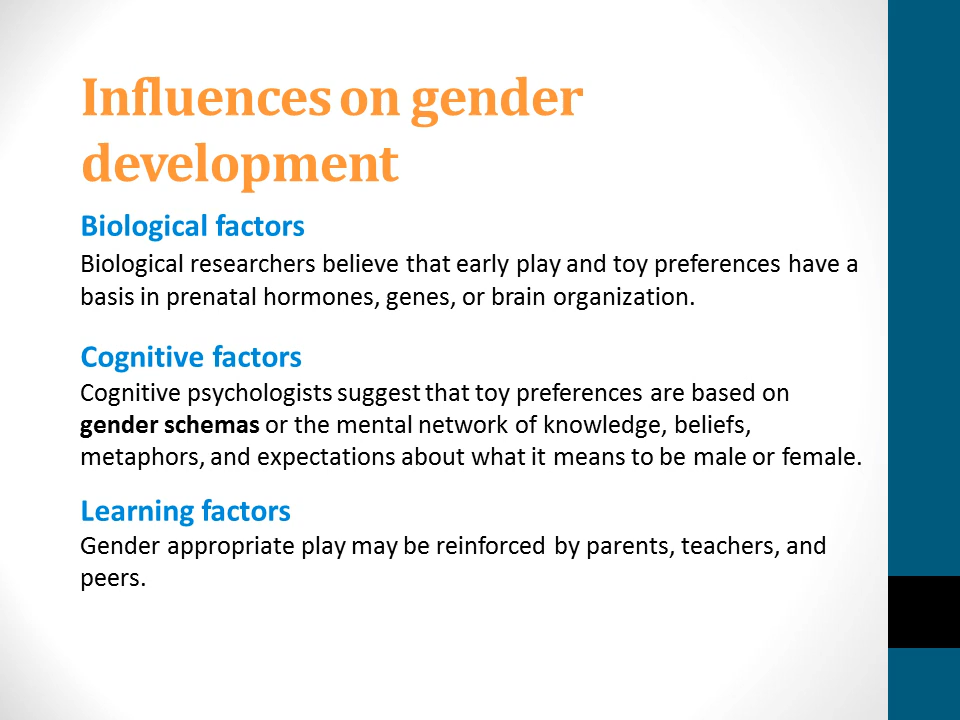 Influences on gender
development
Biological factors
Biological researchers believe that early play and toy preferences have a
basis in prenatal hormones, genes, or brain organization.
Cognitive factors
Cognitive psychologists suggest that toy preferences are based on
gender schemas or the mental network of knowledge, beliefs,
metaphors, and expectations about what it means to be male or female.
Learning factors
Gender appropriate play may be reinforced by parents, teachers, and
peers.